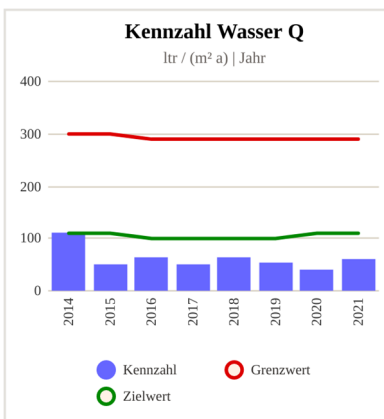 Kennzahl Wasser Q
ltr / (m² a) | Jahr
400
300
200
100
0
2014
2015
2016
2017
2018
2019
2020
2021
Kennzahl
Grenzwert
Zielwert